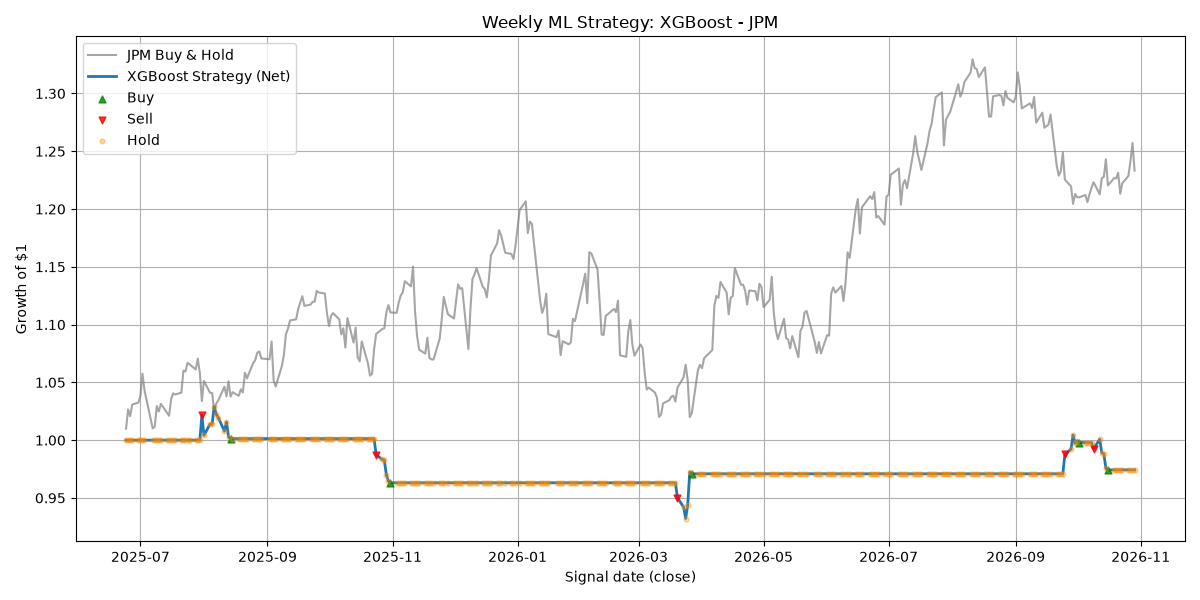 Weekly ML Strategy: XGBoost - JPM
JPM Buy & Hold
XGBoost Strategy (Net)
Buy
Sell
Hold
Growth of $1
1.30
1.25
1.20
1.15
1.10
1.05
1.00
0.95
2025-07
2025-09
2025-11
2026-01
2026-03
2026-05
2026-07
2026-09
2026-11
Signal date (close)